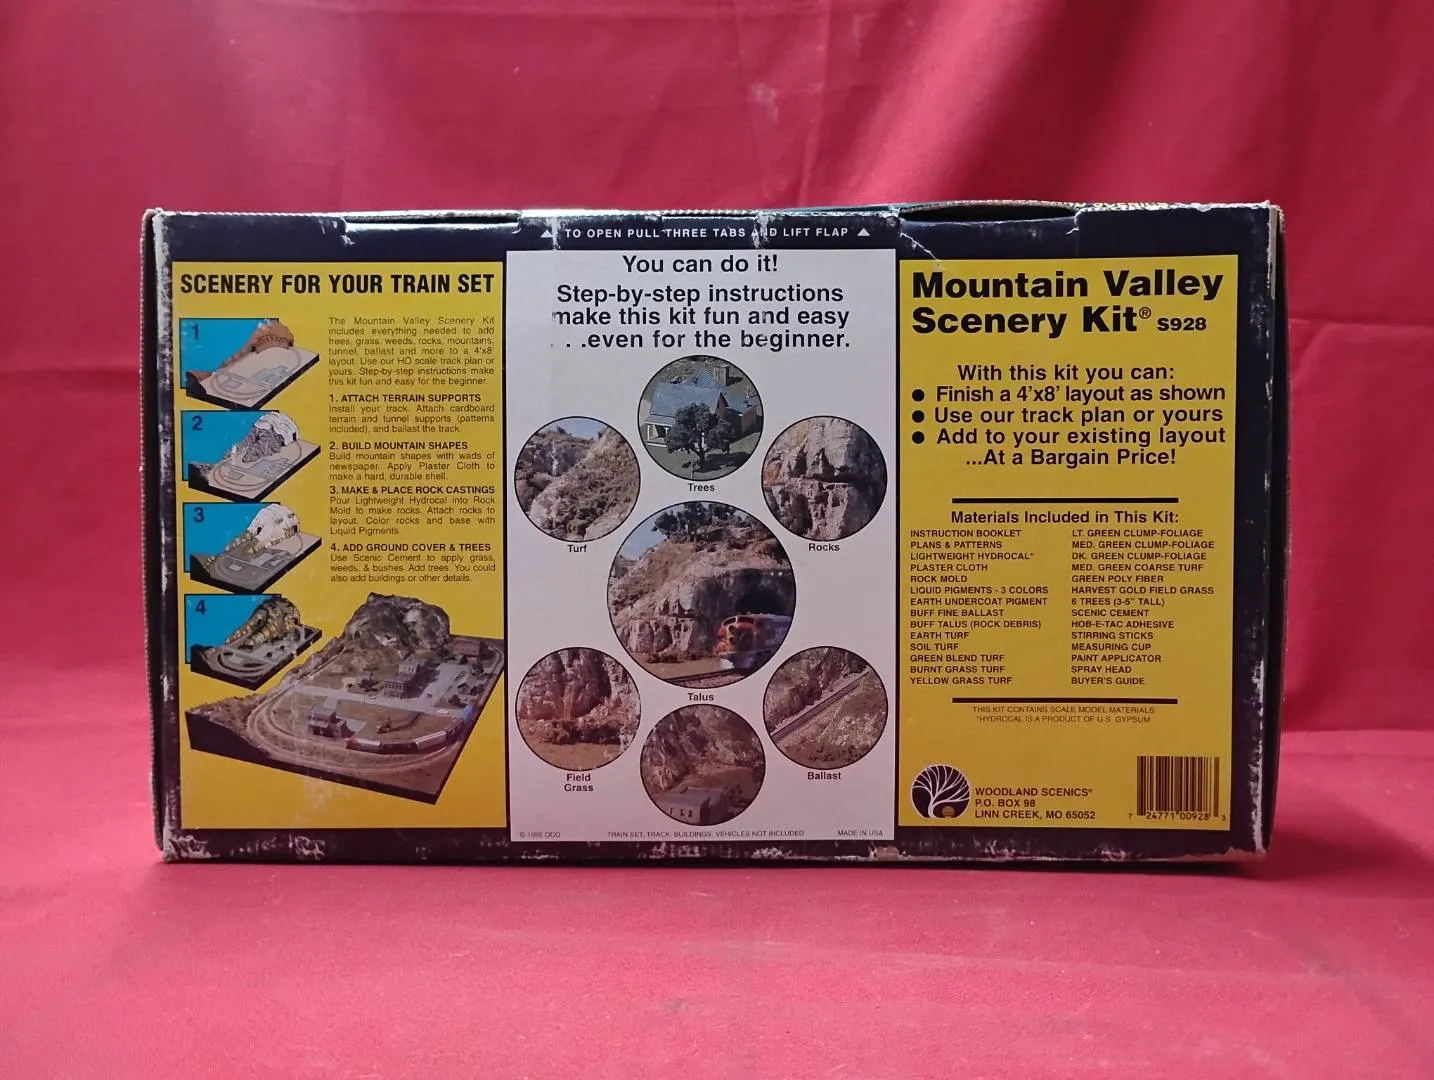 ▲ TO OPEN PULL THREE TABS AND LIFT FLAP ▲
SCENERY FOR YOUR TRAIN SET
1
2
3
4
The Mountain Valley Scenery Kit
includes everything needed to add
trees, grass, weeds, rocks, mountains,
tunnel, ballast and more to a 4'x8'
layout. Use our HO scale track plan or
yours. Step-by-step instructions make
this kit fun and easy for the beginner.
1. ATTACH TERRAIN SUPPORTS
Install your track. Attach cardboard
terrain and tunnel supports (patterns
included), and ballast the track.
2. BUILD MOUNTAIN SHAPES
Build mountain shapes with wads of
newspaper. Apply Plaster Cloth to
make a hard, durable shell.
3. MAKE & PLACE ROCK CASTINGS
Pour Lightweight Hydrocal into Rock
Mold to make rocks. Attach rocks to
layout. Color rocks and base with
Liquid Pigments.
4. ADD GROUND COVER & TREES
Use Scenic Cement to apply grass,
weeds, & bushes. Add trees. You could
also add buildings or other details.
You can do it!
Step-by-step instructions
make this kit fun and easy
. . .even for the beginner.
Trees
Turf
Rocks
Talus
Field
Grass
Ballast
© 1996 OCO
TRAIN SET, TRACK, BUILDINGS, VEHICLES NOT INCLUDED
MADE IN USA
Mountain Valley
Scenery Kit® S928
With this kit you can:
● Finish a 4'x8' layout as shown
● Use our track plan or yours
● Add to your existing layout
...At a Bargain Price!
Materials Included in This Kit:
INSTRUCTION BOOKLET
PLANS & PATTERNS
LIGHTWEIGHT HYDROCAL*
PLASTER CLOTH
ROCK MOLD
LIQUID PIGMENTS - 3 COLORS
EARTH UNDERCOAT PIGMENT
BUFF FINE BALLAST
BUFF TALUS (ROCK DEBRIS)
EARTH TURF
SOIL TURF
GREEN BLEND TURF
BURNT GRASS TURF
YELLOW GRASS TURF
LT. GREEN CLUMP-FOLIAGE
MED. GREEN CLUMP-FOLIAGE
DK. GREEN CLUMP-FOLIAGE
MED. GREEN COARSE TURF
GREEN POLY FIBER
HARVEST GOLD FIELD GRASS
6 TREES (3-5" TALL)
SCENIC CEMENT
HOB-E-TAC ADHESIVE
STIRRING STICKS
MEASURING CUP
PAINT APPLICATOR
SPRAY HEAD
BUYER'S GUIDE
THIS KIT CONTAINS SCALE MODEL MATERIALS
*HYDROCAL IS A PRODUCT OF U.S. GYPSUM
WOODLAND SCENICS®
P.O. BOX 98
LINN CREEK, MO 65052
7 24771 00928 3